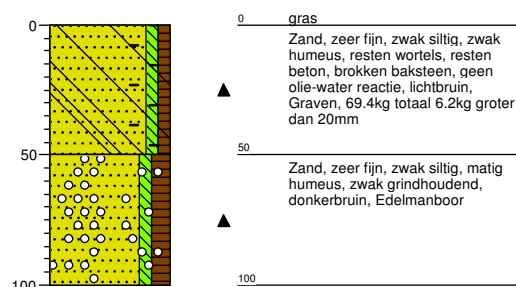 0
0
gras
Zand, zeer fijn, zwak siltig, zwak
humeus, resten wortels, resten
beton, brokken baksteen, geen
olie-water reactie, lichtbruin,
Graven, 69.4kg totaal 6.2kg groter
dan 20mm
50
50
Zand, zeer fijn, zwak siltig, matig
humeus, zwak grindhoudend,
donkerbruin, Edelmanboor
100
100